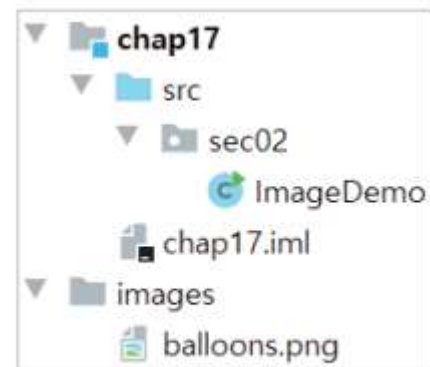 chap17
src
sec02
ImageDemo
chap17.iml
images
balloons.png